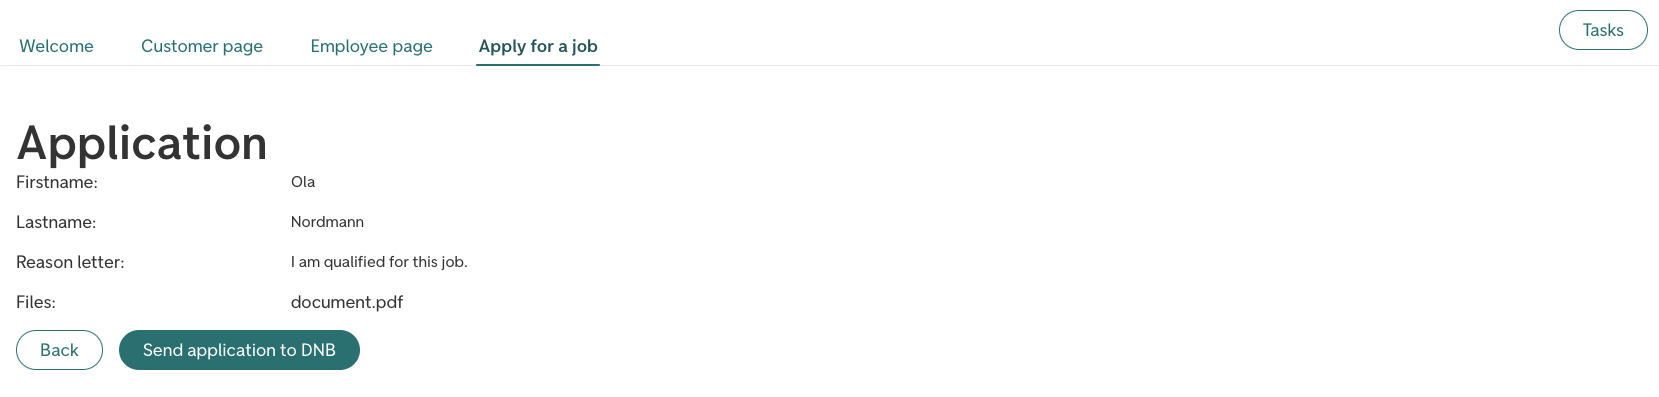 Tasks
Welcome Customer page Employee page Apply for a job
Application
Firstname: Ola
Lastname: Nordmann
Reason letter: I am qualified for this job.
Files: document.pdf
Back Send application to DNB